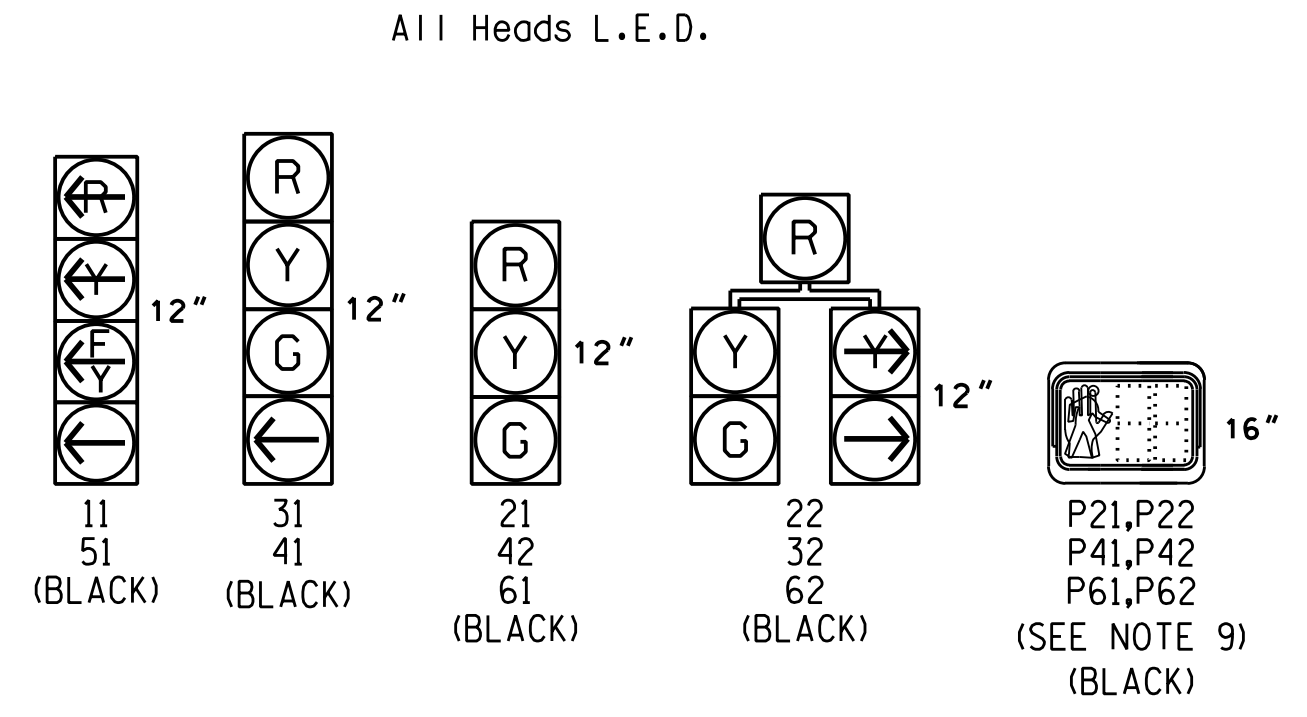 All Heads L.E.D.
R
Y
F
Y
12"
11
51
(BLACK)
R
Y
G
12"
31
41
(BLACK)
R
Y
G
12"
21
42
61
(BLACK)
R
Y
Y
G
12"
22
32
62
(BLACK)
16"
P21,P22
P41,P42
P61,P62
(SEE NOTE 9)
(BLACK)